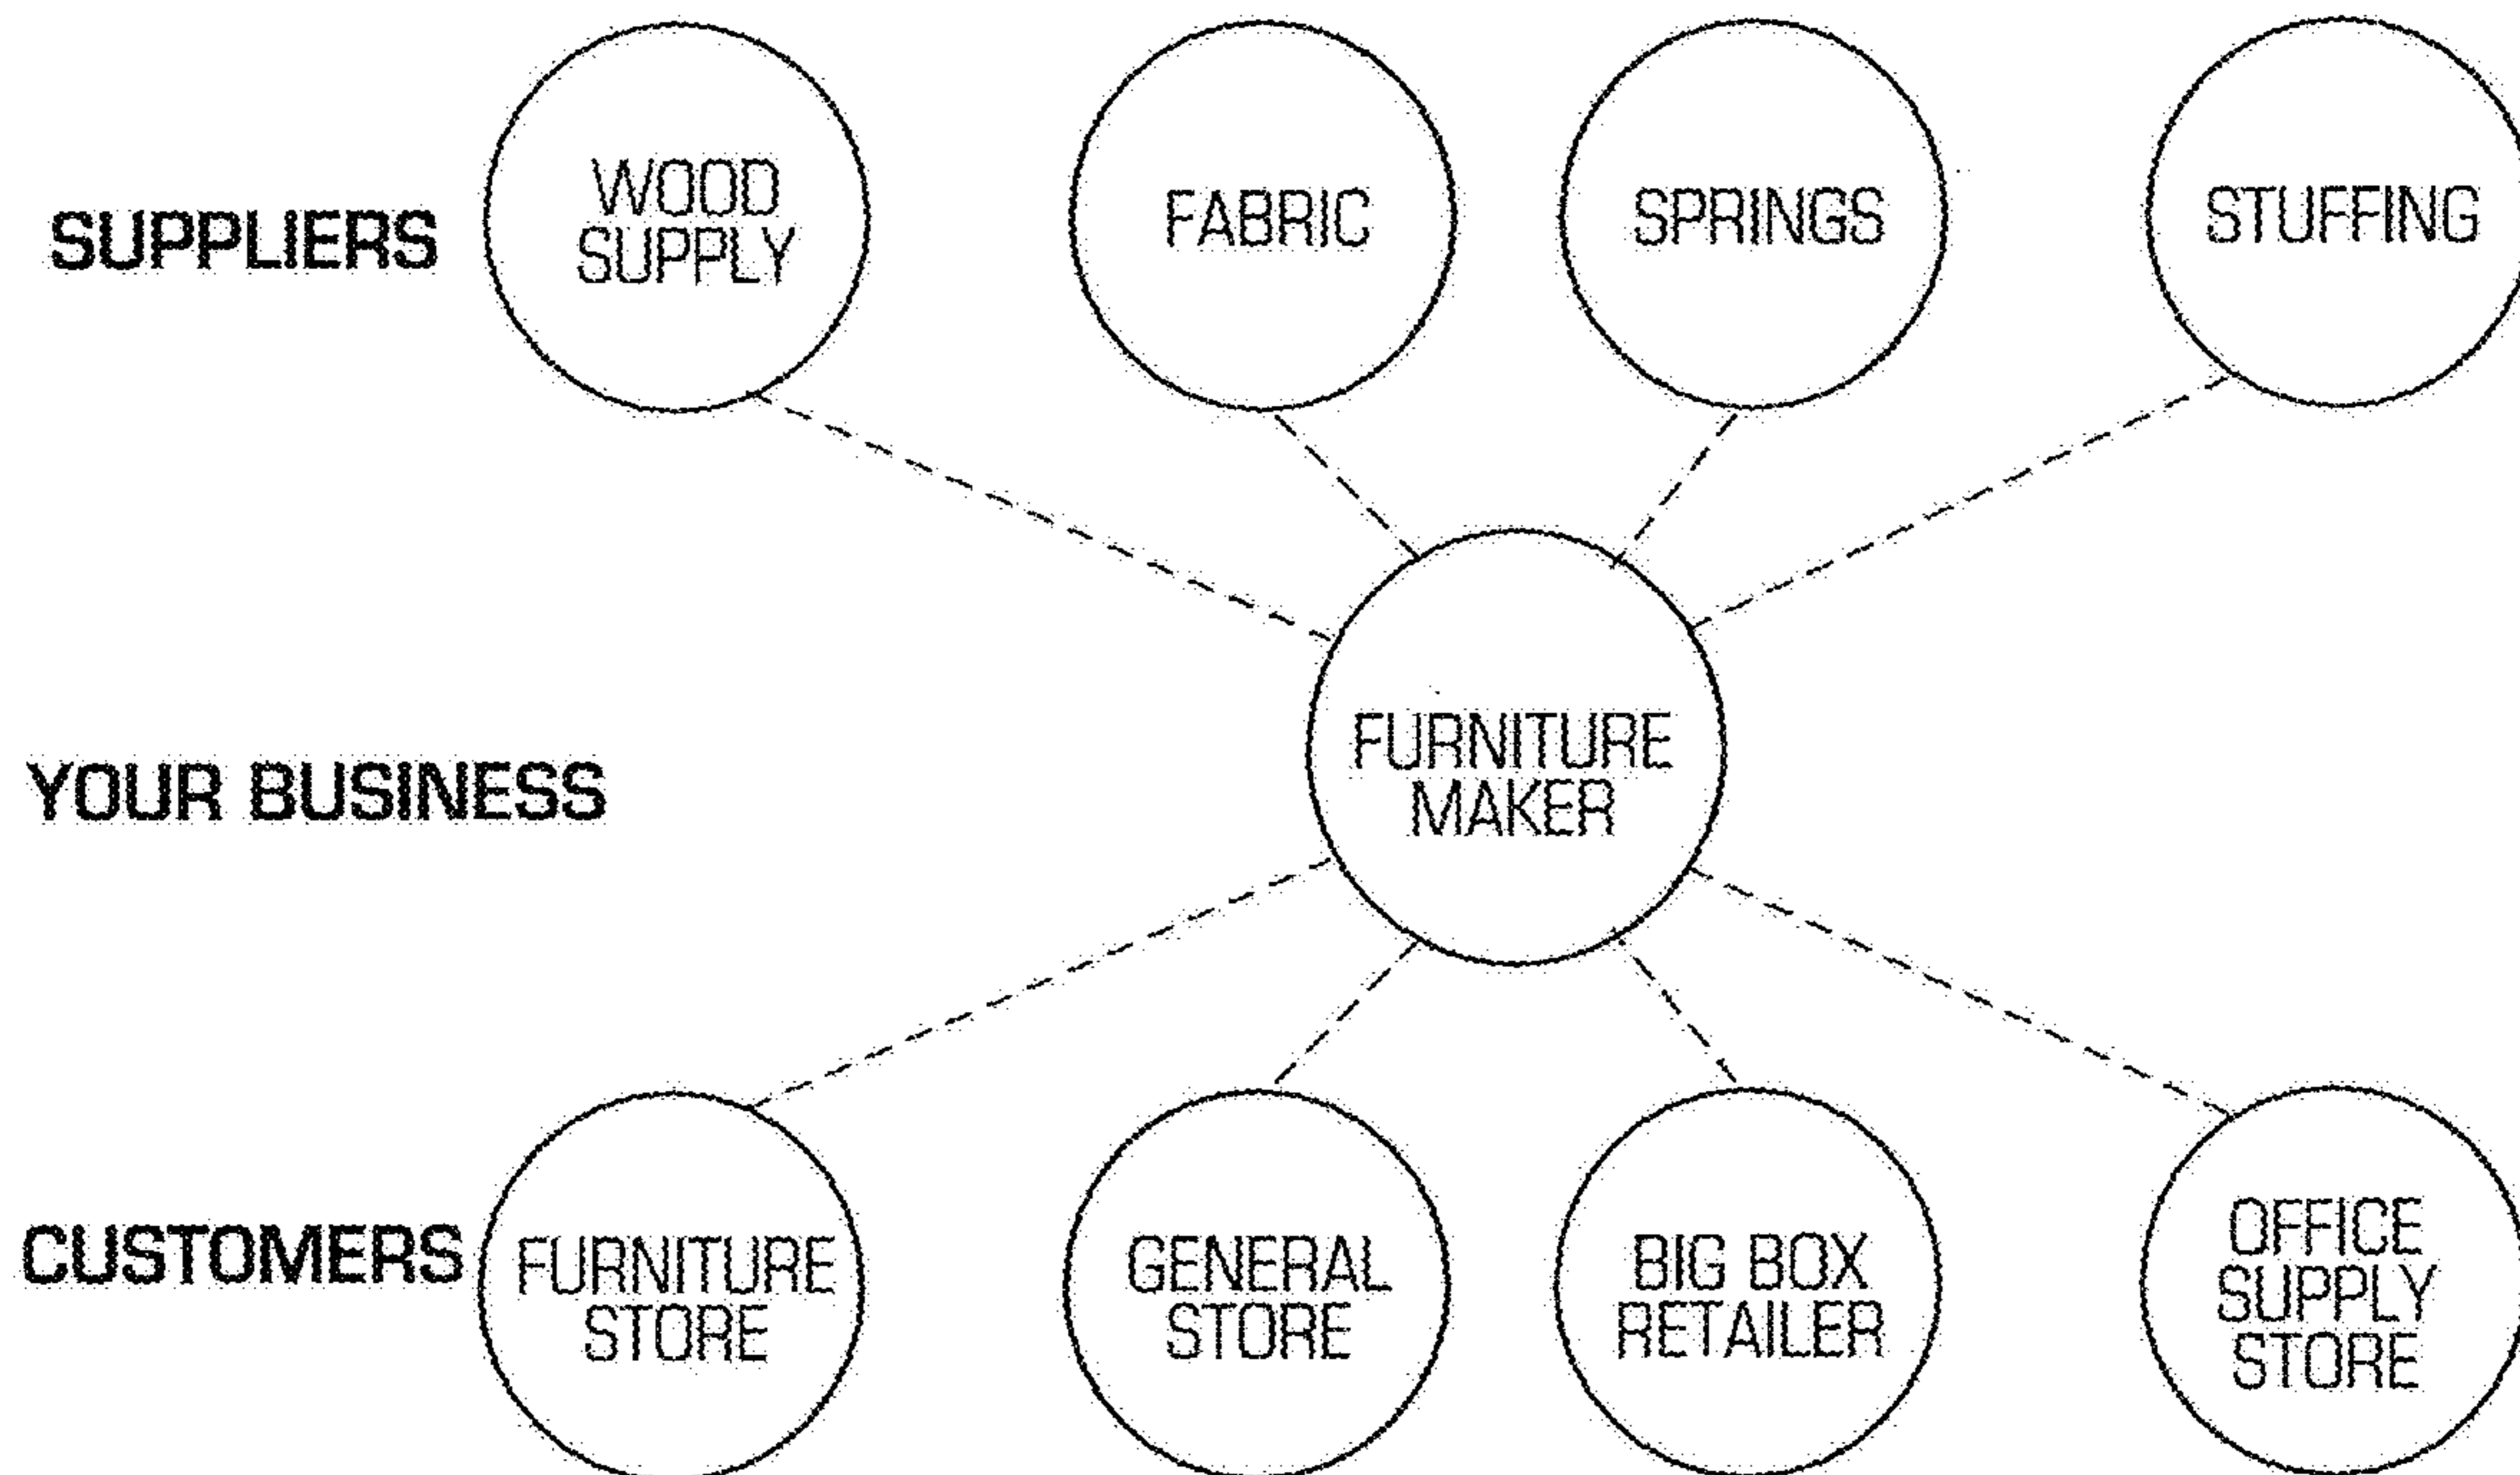 SUPPLIERS
WOOD
SUPPLY
FABRIC
SPRINGS
STUFFING
YOUR BUSINESS
FURNITURE
MAKER
CUSTOMERS
FURNITURE
STORE
GENERAL
STORE
BIG BOX
RETAILER
OFFICE
SUPPLY
STORE